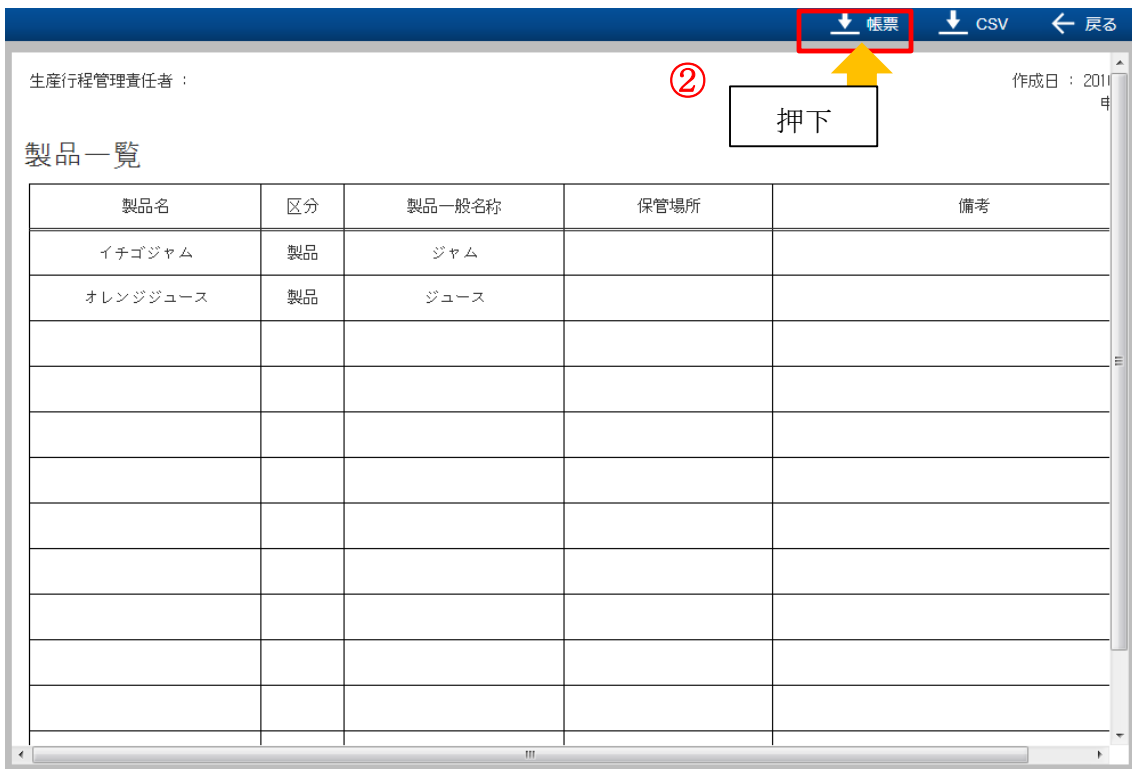 帳票 CSV 戻る
②
押下
生産行程管理責任者 : 作成日 : 201
製品一覧
製品名 区分 製品一般名称 保管場所 備考
イチゴジャム 製品 ジャム
オレンジジュース 製品 ジュース